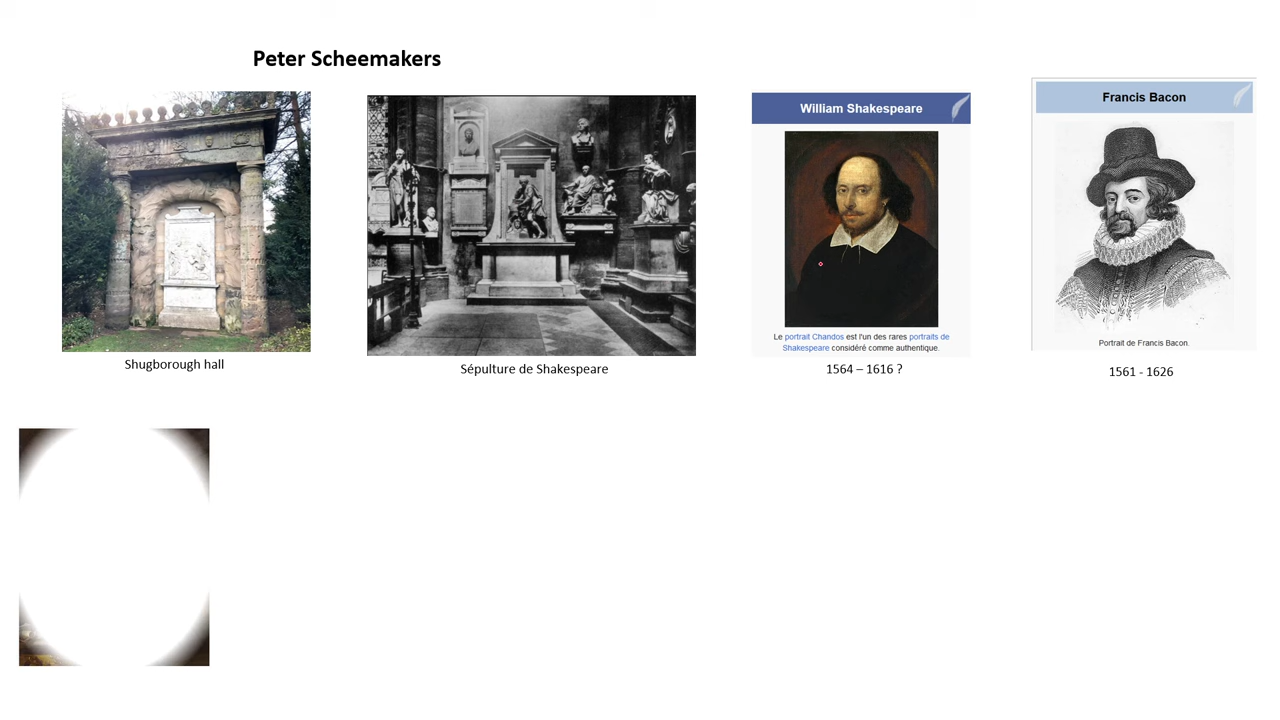 Peter Scheemakers
William Shakespeare
Francis Bacon
Le portrait Chandos est l'un des rares portraits de
Shakespeare considéré comme authentique.
Portrait de Francis Bacon.
Shugborough hall
Sépulture de Shakespeare
1564 – 1616 ?
1561 - 1626